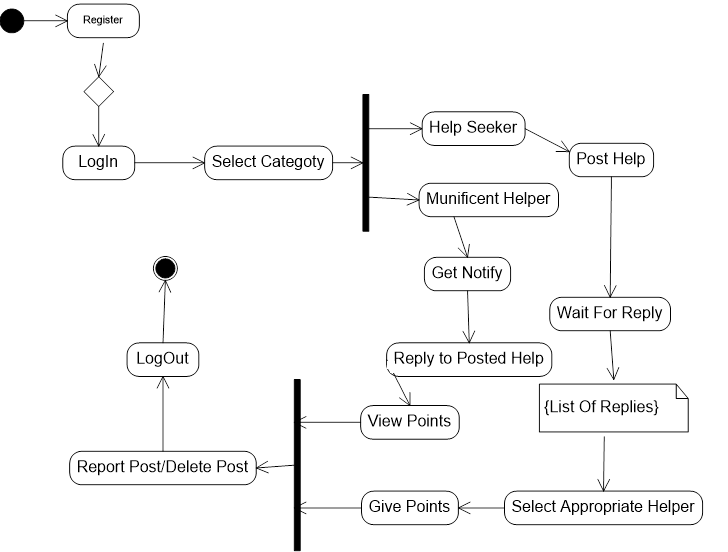 Register
LogIn
Select Categoty
Help Seeker
Post Help
Munificent Helper
Get Notify
Wait For Reply
LogOut
Reply to Posted Help
{List Of Replies}
View Points
Report Post/Delete Post
Give Points
Select Appropriate Helper